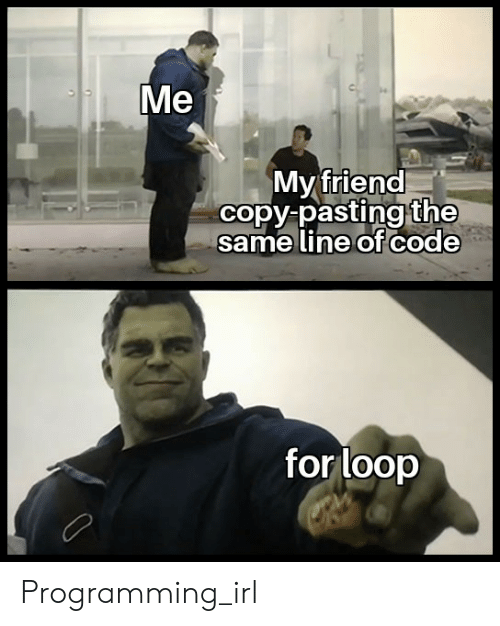 Me
My friend
copy-pasting the
same line of code
for loop
Programming_irl